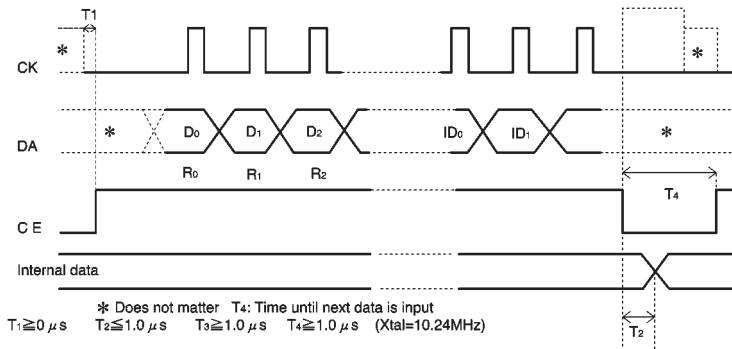 T1
*
*
CK
D0 D1 D2 ID0 ID1
* *
DA
R0 R1 R2
T4
CE
Internal data
* Does not matter T4: Time until next data is input
T1≧0 μs T2≦1.0 μs T3≧1.0 μs T4≧1.0 μs (Xtal=10.24MHz)
T2